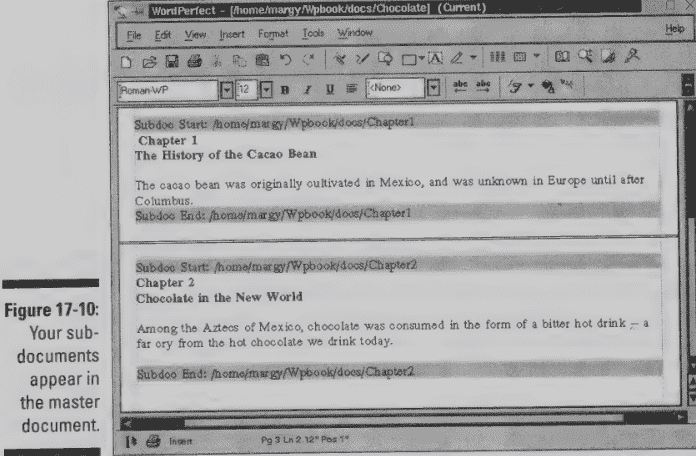 WordPerfect - [/home/margy/Wpbook/docs/Chocolate] (Current)
File Edit View Insert Format Tools Window Help
Roman-WP 12 B I U <None> abc abc
Subdoc Start: /home/margy/Wpbook/docs/Chapter1
Chapter 1
The History of the Cacao Bean
The cacao bean was originally cultivated in Mexico, and was unknown in Europe until after
Columbus.
Subdoc End: /home/margy/Wpbook/docs/Chapter1
Subdoc Start: /home/margy/Wpbook/docs/Chapter2
Chapter 2
Chocolate in the New World
Among the Aztecs of Mexico, chocolate was consumed in the form of a bitter hot drink – a
far cry from the hot chocolate we drink today.
Subdoc End: /home/margy/Wpbook/docs/Chapter2
Insert Pg 3 Ln 2.12" Pos 1"
Figure 17-10:
Your sub-
documents
appear in
the master
document.